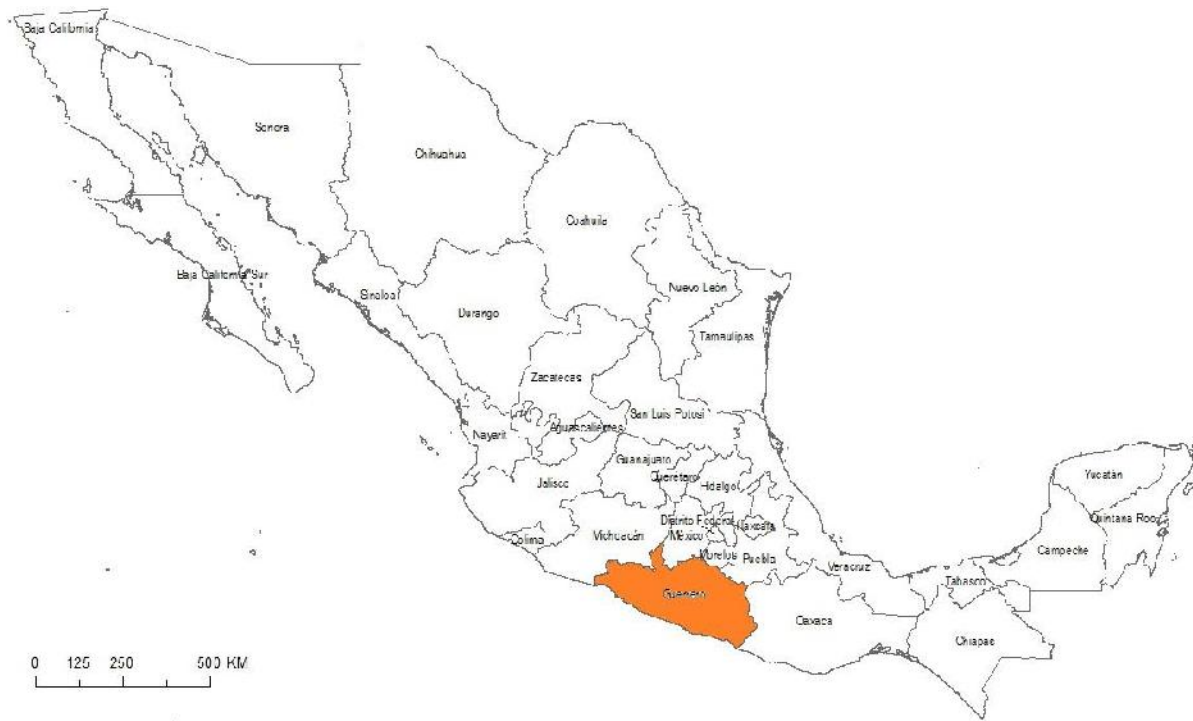 Baja California
Sonora
Chihuahua
Coahuila
Baja California Sur
Sinaloa
Nuevo León
Durango
Tamaulipas
Zacatecas
San Luis Potosí
Nayarit
Aguascalientes
Guanajuato
Querétaro
Jalisco
Hidalgo
Yucatán
Distrito Federal
Tlaxcala
Quintana Roo
Colima
Michoacán
México
Campeche
Morelos
Puebla
Veracruz
Tabasco
Guerrero
Oaxaca
Chiapas
0 125 250 500 KM